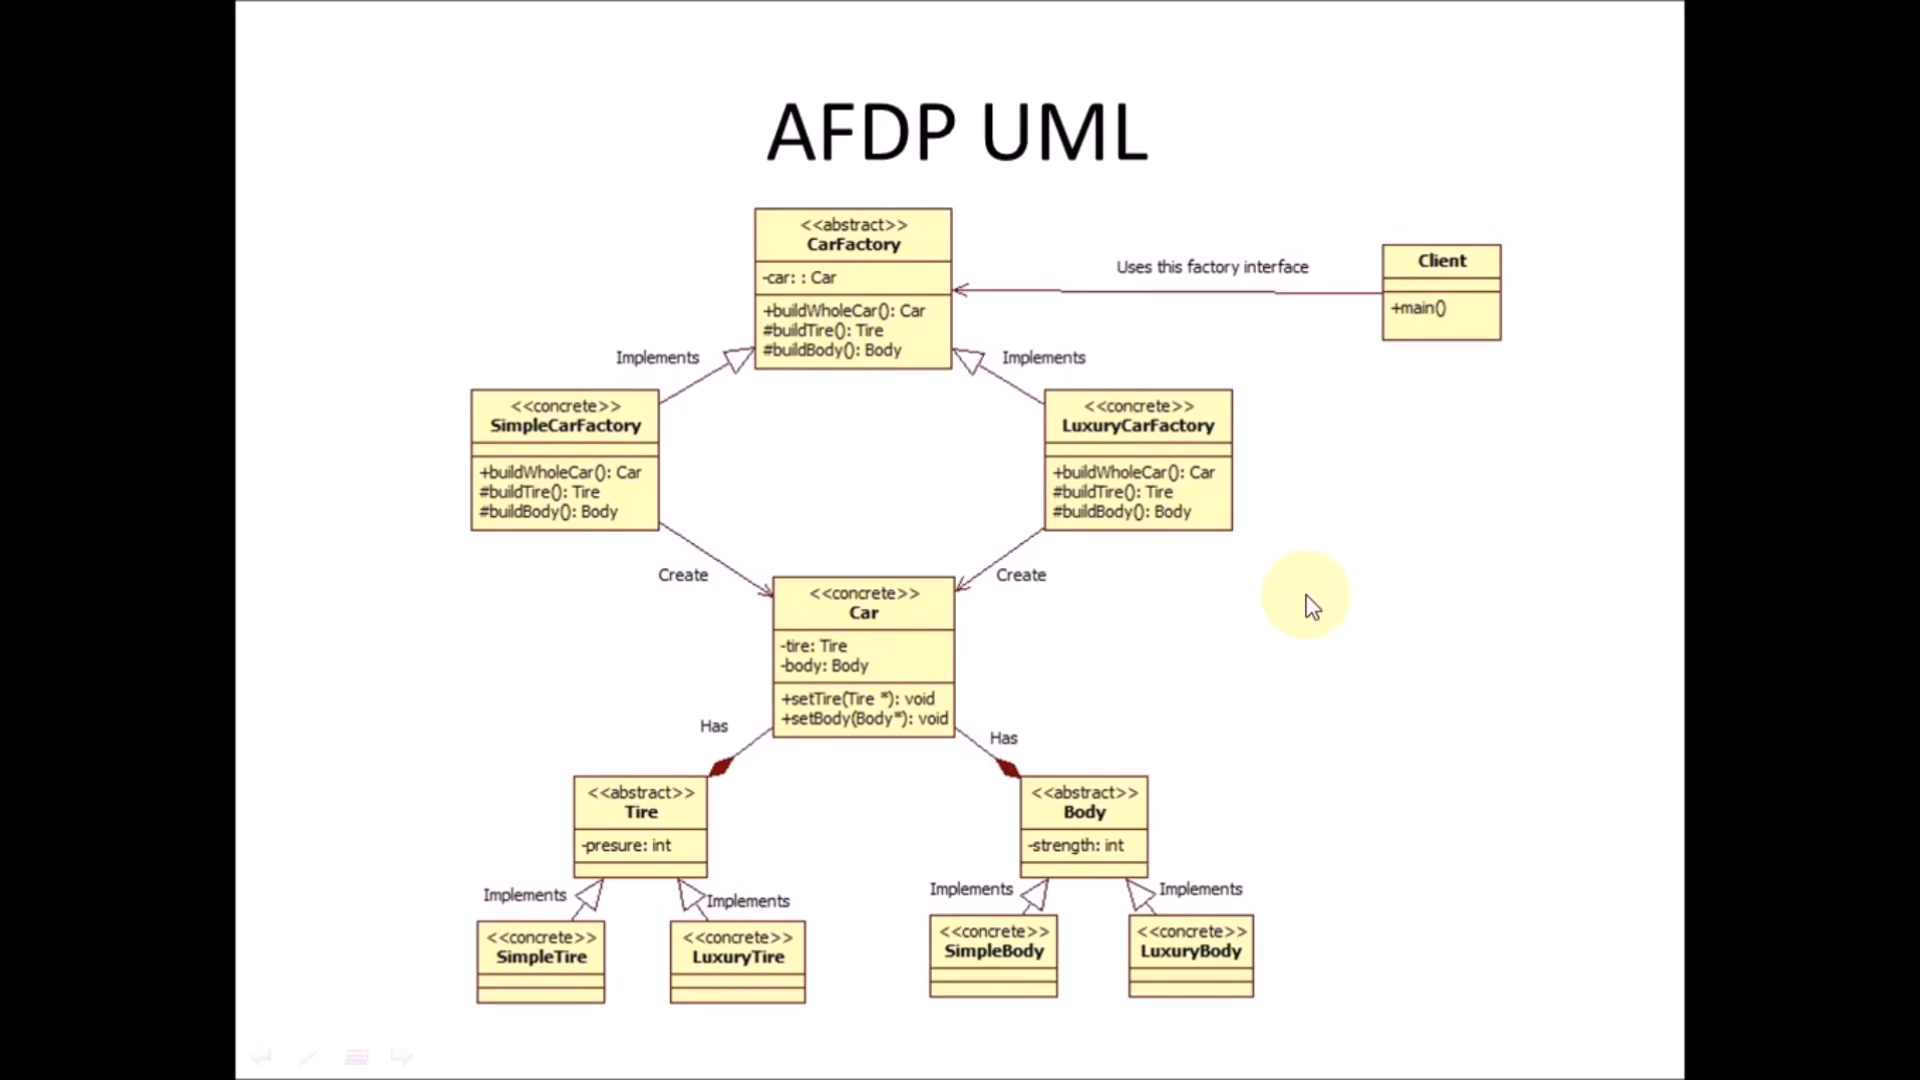 AFDP UML
<<abstract>>
CarFactory
-car: : Car
+buildWholeCar(): Car
#buildTire(): Tire
#buildBody(): Body
Uses this factory interface
Client
+main()
Implements
Implements
<<concrete>>
SimpleCarFactory
+buildWholeCar(): Car
#buildTire(): Tire
#buildBody(): Body
<<concrete>>
LuxuryCarFactory
+buildWholeCar(): Car
#buildTire(): Tire
#buildBody(): Body
Create
Create
<<concrete>>
Car
-tire: Tire
-body: Body
+setTire(Tire *): void
+setBody(Body*): void
Has
Has
<<abstract>>
Tire
-presure: int
<<abstract>>
Body
-strength: int
Implements
Implements
Implements
Implements
<<concrete>>
SimpleTire
<<concrete>>
LuxuryTire
<<concrete>>
SimpleBody
<<concrete>>
LuxuryBody